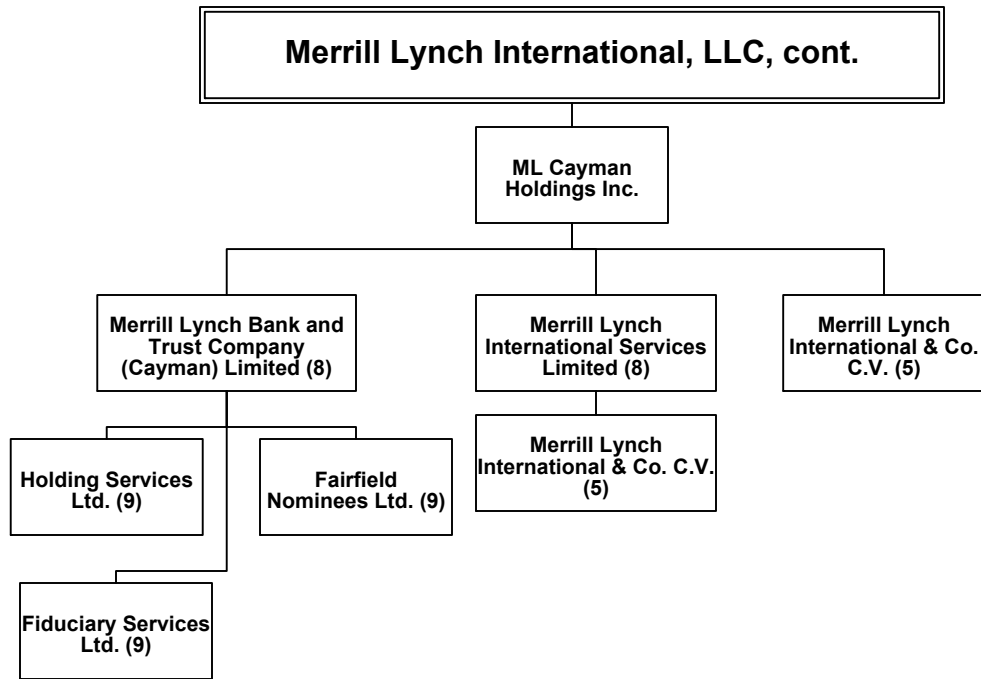 Merrill Lynch International, LLC, cont.
ML Cayman
Holdings Inc.
Merrill Lynch Bank and
Trust Company
(Cayman) Limited (8)
Merrill Lynch
International Services
Limited (8)
Merrill Lynch
International & Co.
C.V. (5)
Holding Services
Ltd. (9)
Fairfield
Nominees Ltd. (9)
Merrill Lynch
International & Co. C.V.
(5)
Fiduciary Services
Ltd. (9)